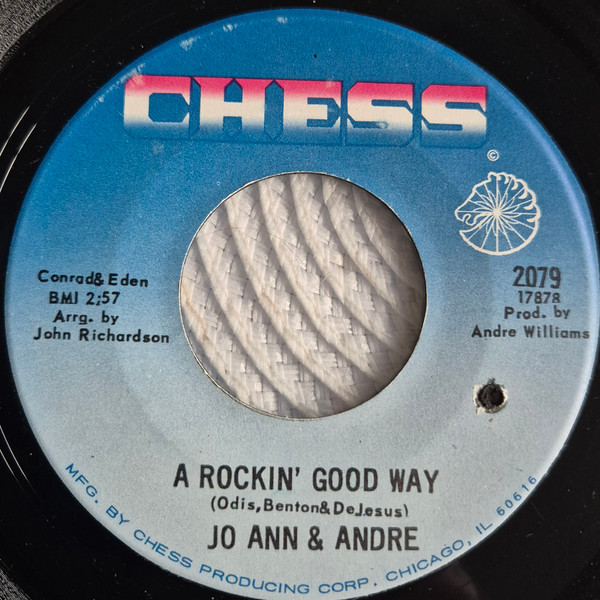 CHESS
©
Conrad& Eden
BMI 2:57
Arrg. by
John Richardson
2079
17878
Prod. by
Andre Williams
A ROCKIN' GOOD WAY
(Odis,Benton&DeJesus)
JO ANN & ANDRE
MFG. BY CHESS PRODUCING CORP. CHICAGO, IL 60616